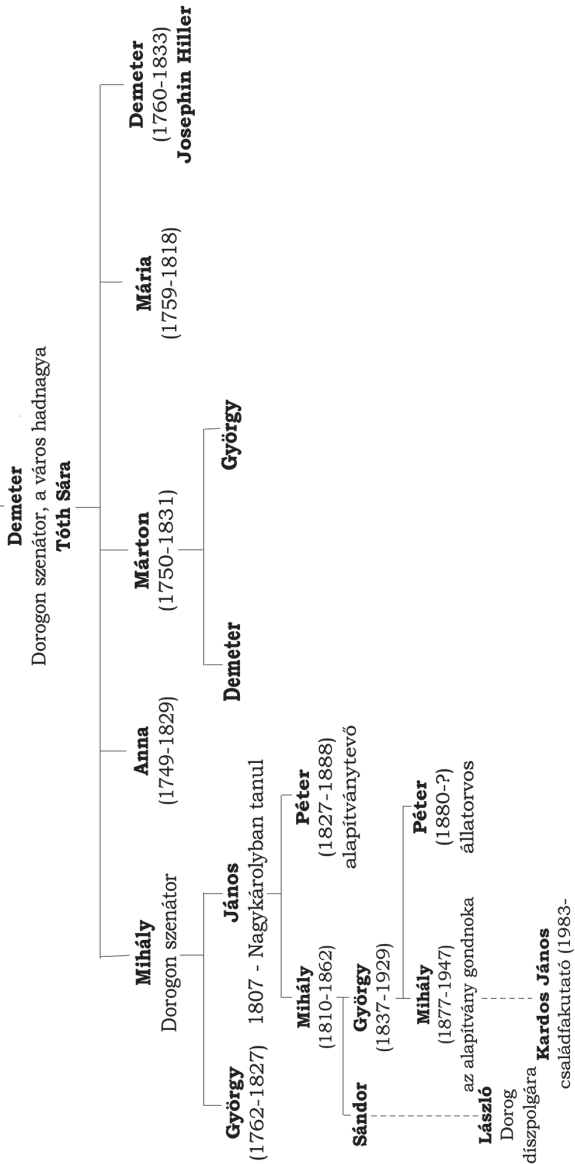 Demeter
Dorogon szenátor, a város hadnagya
Tóth Sára
Mihály
Dorogon szenátor
Anna
(1749-1829)
Márton
(1750-1831)
Mária
(1759-1818)
Demeter
(1760-1833)
Josephin Hiller
György
(1762-1827)
János
1807 - Nagykárolyban tanul
Demeter
György
Mihály
(1810-1862)
Péter
(1827-1888)
alapítványtevő
Sándor
György
(1837-1929)
Mihály
(1877-1947)
az alapítvány gondnoka
Péter
(1880-?)
állatorvos
László
Dorog
díszpolgára
Kardos János
családfakutató (1983-